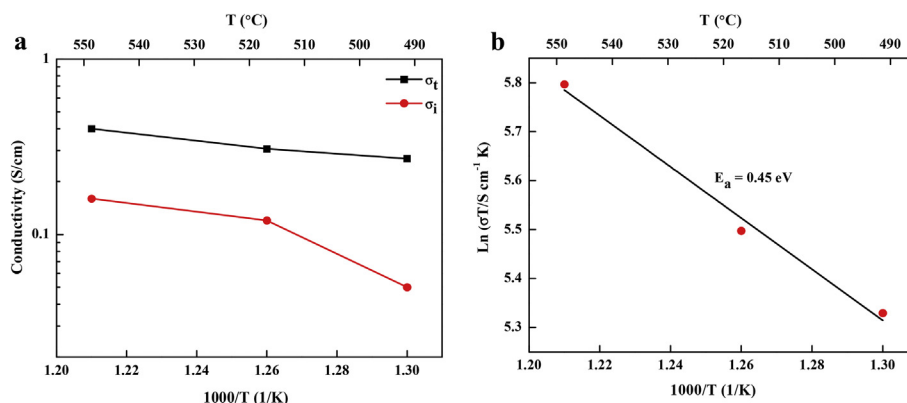 a
T (°C)
550 540 530 520 510 500 490
1
0.1
Conductivity (S/cm)
σt
σi
1.20 1.22 1.24 1.26 1.28 1.30
1000/T (1/K)
b
T (°C)
550 540 530 520 510 500 490
5.8
5.7
5.6
5.5
5.4
5.3
Ln (σT/S cm⁻¹ K)
Eₐ = 0.45 eV
1.20 1.22 1.24 1.26 1.28 1.30
1000/T (1/K)